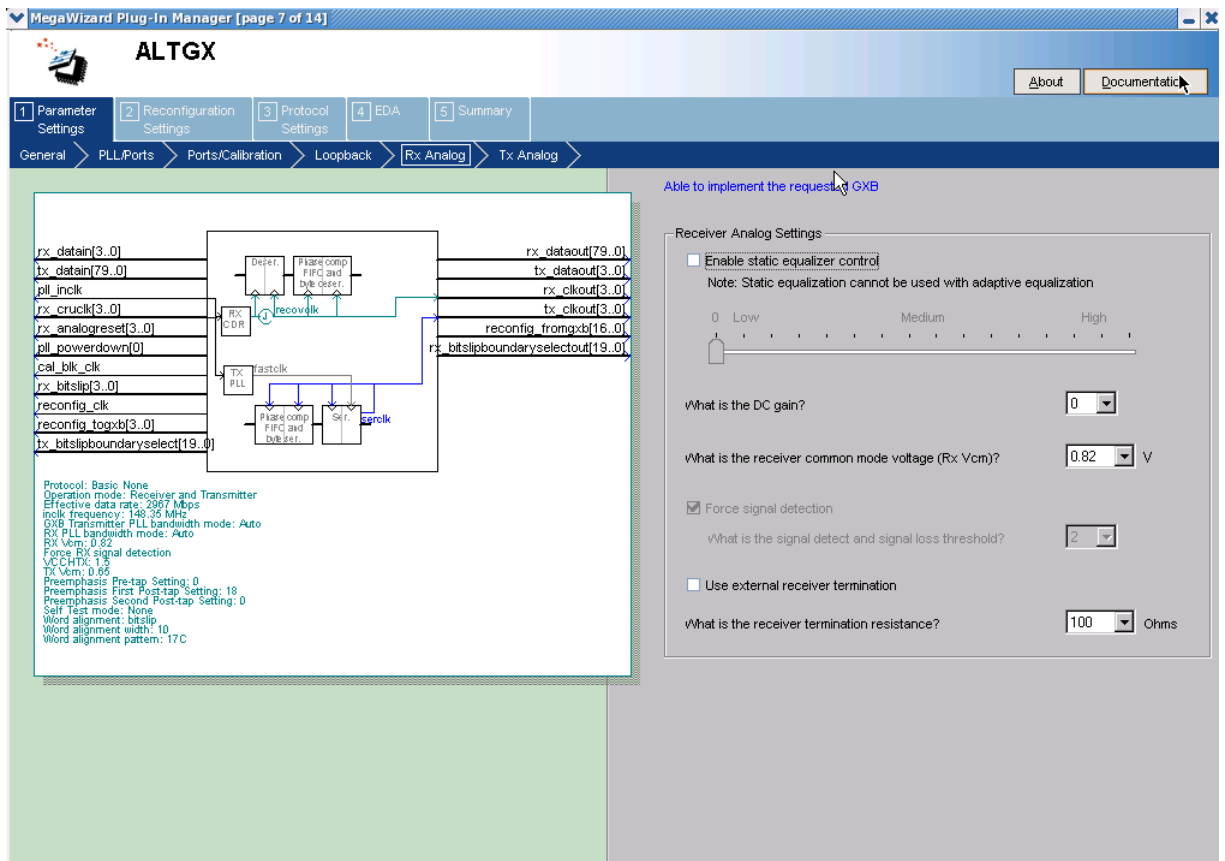 MegaWizard Plug-In Manager [page 7 of 14]
ALTGX
About
Documentatic
1 Parameter Settings
2 Reconfiguration Settings
3 Protocol Settings
4 EDA
5 Summary
General
PLL/Ports
Ports/Calibration
Loopback
Rx Analog
Tx Analog
rx_datain[3..0]
tx_datain[79..0]
pll_inclk
rx_cruclk[3..0]
rx_analogreset[3..0]
pll_powerdown[0]
cal_blk_clk
rx_bitslip[3..0]
reconfig_clk
reconfig_togxb[3..0]
tx_bitslipboundaryselect[19..0]
Deser.
Phase comp
FIFO and
byte deser.
RX
CDR
recovclk
TX
PLL
fastclk
Phase comp
FIFO and
byte ser.
Ser.
serclk
rx_dataout[79..0]
tx_dataout[3..0]
rx_clkout[3..0]
tx_clkout[3..0]
reconfig_fromgxb[16..0]
rx_bitslipboundaryselectout[19..0]
Protocol: Basic None
Operation mode: Receiver and Transmitter
Effective data rate: 2967 Mbps
inclk frequency: 148.35 MHz
GXB Transmitter PLL bandwidth mode: Auto
RX PLL bandwidth mode: Auto
RX Vcm: 0.82
Force RX signal detection
VCCHTX: 1.5
TX Vcm: 0.65
Preemphasis Pre-tap Setting: 0
Preemphasis First Post-tap Setting: 18
Preemphasis Second Post-tap Setting: 0
Self Test mode: None
Word alignment: bitslip
Word alignment width: 10
Word alignment pattern: 17C
Able to implement the requested GXB
Receiver Analog Settings
Enable static equalizer control
Note: Static equalization cannot be used with adaptive equalization
0 Low Medium High
What is the DC gain? 0
What is the receiver common mode voltage (Rx Vcm)? 0.82 V
Force signal detection
What is the signal detect and signal loss threshold? 2
Use external receiver termination
What is the receiver termination resistance? 100 Ohms